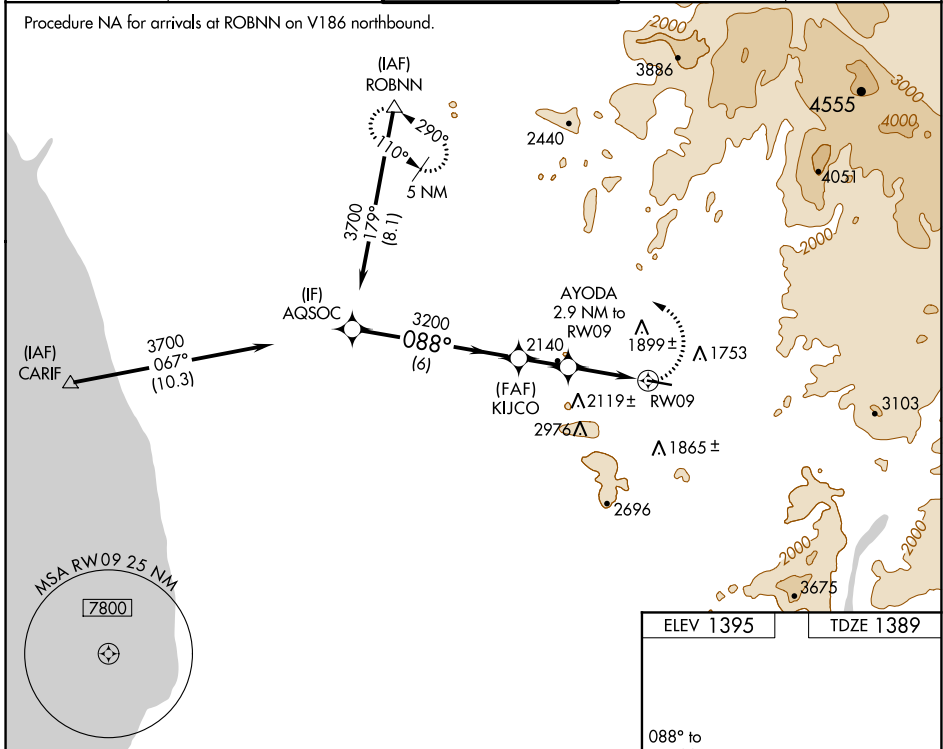 Procedure NA for arrivals at ROBNN on V186 northbound.
2000
3886
3000
4555
4000
(IAF)
ROBNN
290°
110°
5 NM
2440
4051
3700
179°
(8.1)
2000
(IF)
AQSOC
3200
088°
(6)
AYODA
2.9 NM to
RW09
2140
1899±
1753
(IAF)
CARIF
3700
067°
(10.3)
(FAF)
KIJCO
RW09
2119±
2976
3103
1865±
2696
2000
2000
3675
MSA RW09 25 NM
7800
ELEV 1395
TDZE 1389
088° to